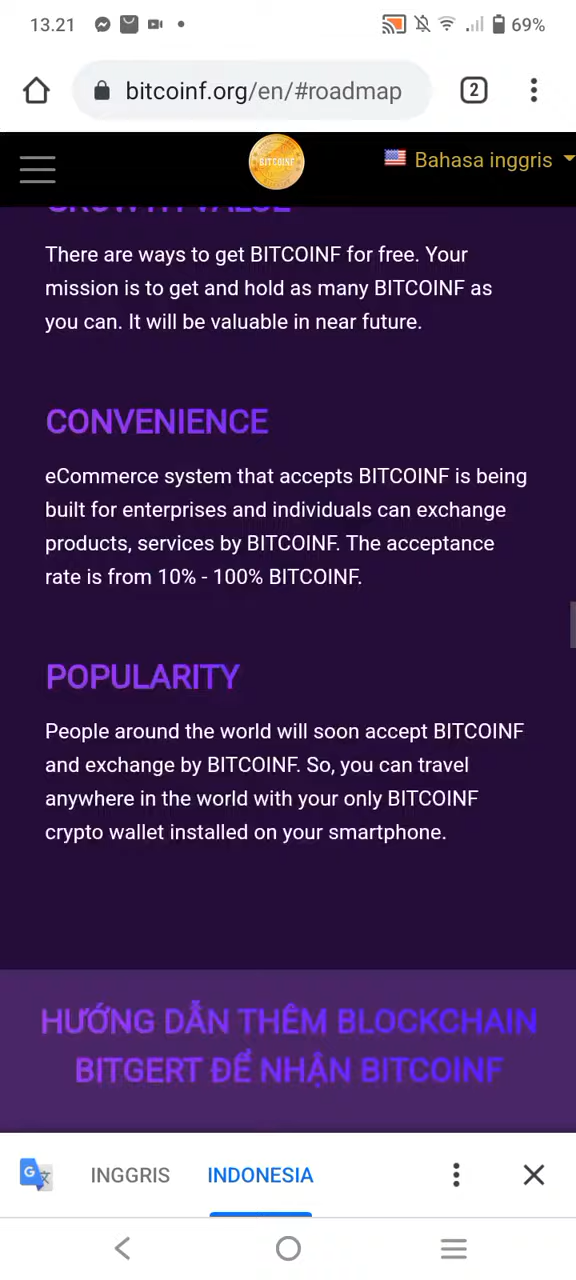 13.21
69%
bitcoinf.org/en/#roadmap
2
BITCOINF
Bahasa inggris
GROWTH VALUE
There are ways to get BITCOINF for free. Your
mission is to get and hold as many BITCOINF as
you can. It will be valuable in near future.
CONVENIENCE
eCommerce system that accepts BITCOINF is being
built for enterprises and individuals can exchange
products, services by BITCOINF. The acceptance
rate is from 10% - 100% BITCOINF.
POPULARITY
People around the world will soon accept BITCOINF
and exchange by BITCOINF. So, you can travel
anywhere in the world with your only BITCOINF
crypto wallet installed on your smartphone.
HƯỚNG DẪN THÊM BLOCKCHAIN
BITGERT ĐỂ NHẬN BITCOINF
G
INGGRIS
INDONESIA